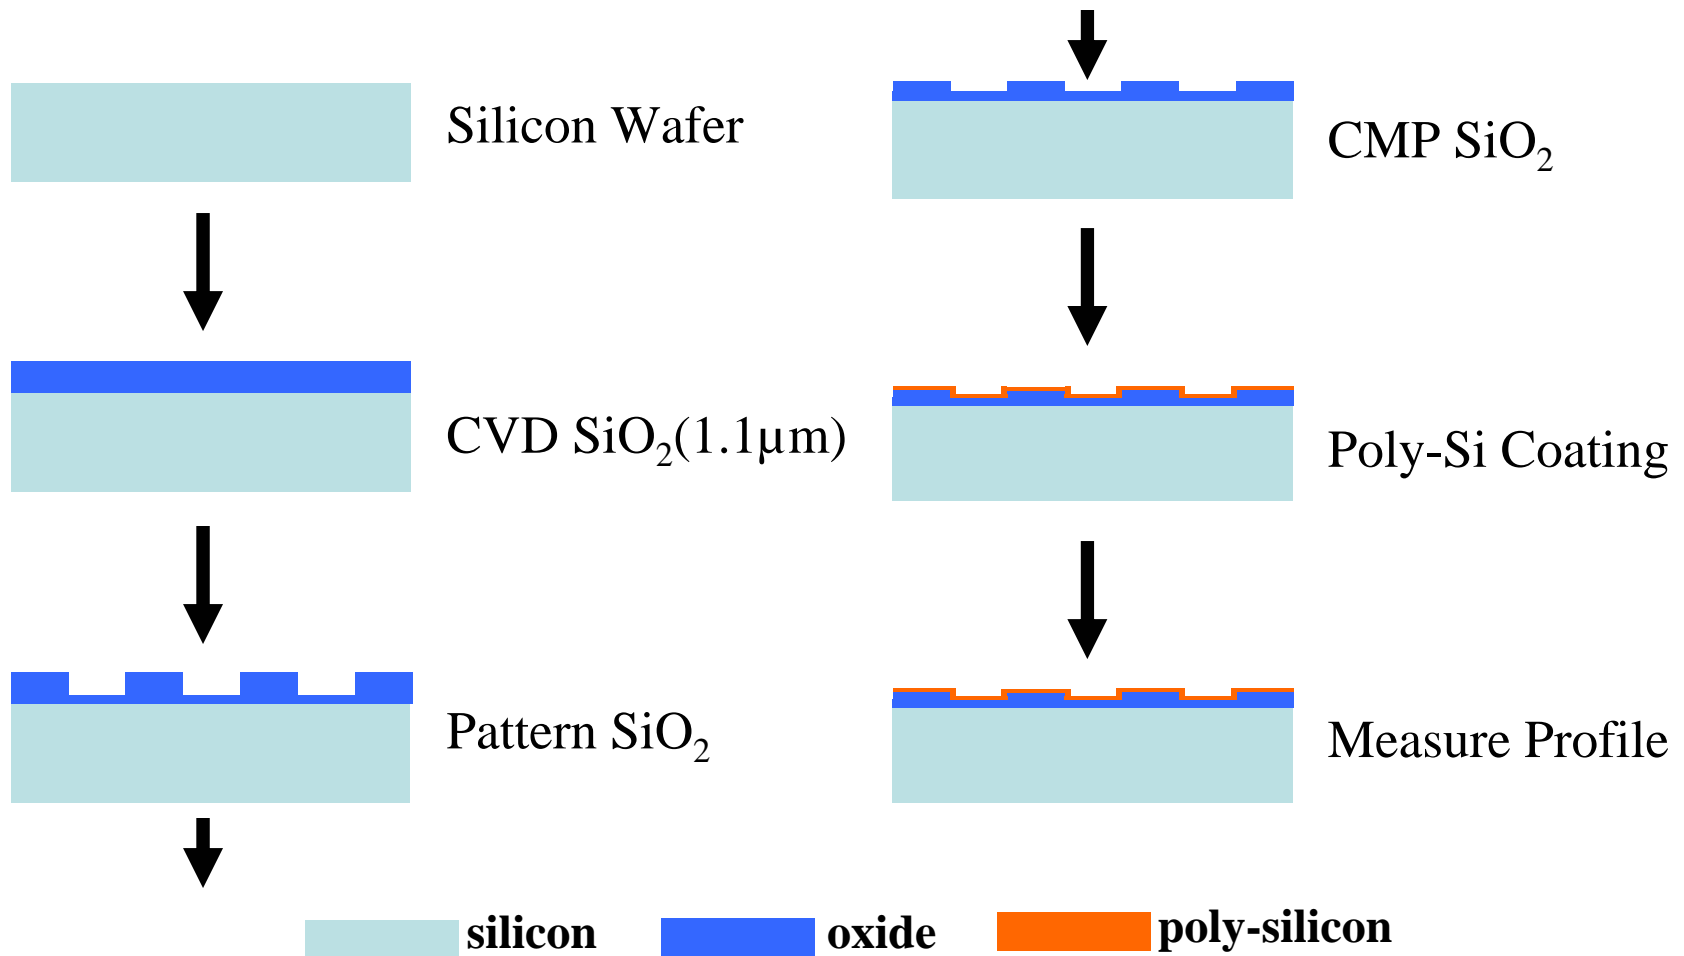 Silicon Wafer
CVD SiO₂(1.1µm)
Pattern SiO₂
CMP SiO₂
Poly-Si Coating
Measure Profile
silicon
oxide
poly-silicon